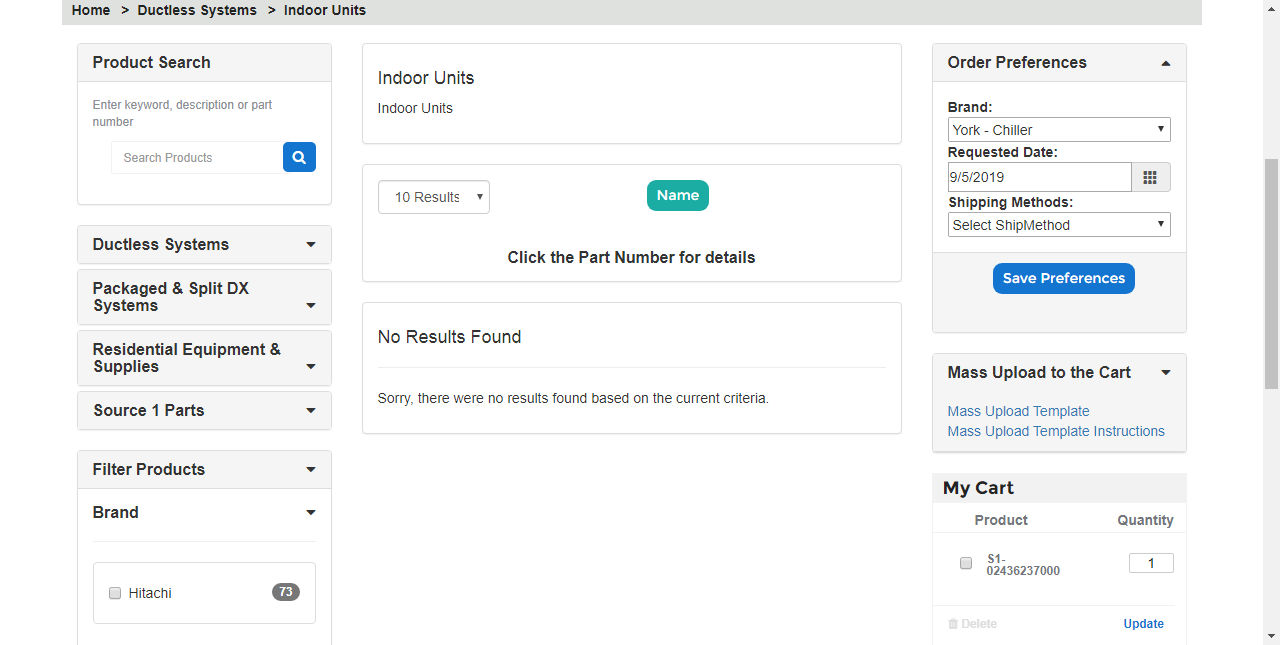 Home > Ductless Systems > Indoor Units
Product Search
Enter keyword, description or part
number
Search Products
Ductless Systems
Packaged & Split DX
Systems
Residential Equipment &
Supplies
Source 1 Parts
Filter Products
Brand
Hitachi 73
Indoor Units
Indoor Units
10 Results
Name
Click the Part Number for details
No Results Found
Sorry, there were no results found based on the current criteria.
Order Preferences
Brand:
York - Chiller
Requested Date:
9/5/2019
Shipping Methods:
Select ShipMethod
Save Preferences
Mass Upload to the Cart
Mass Upload Template
Mass Upload Template Instructions
My Cart
Product Quantity
S1-
02436237000
1
Delete Update